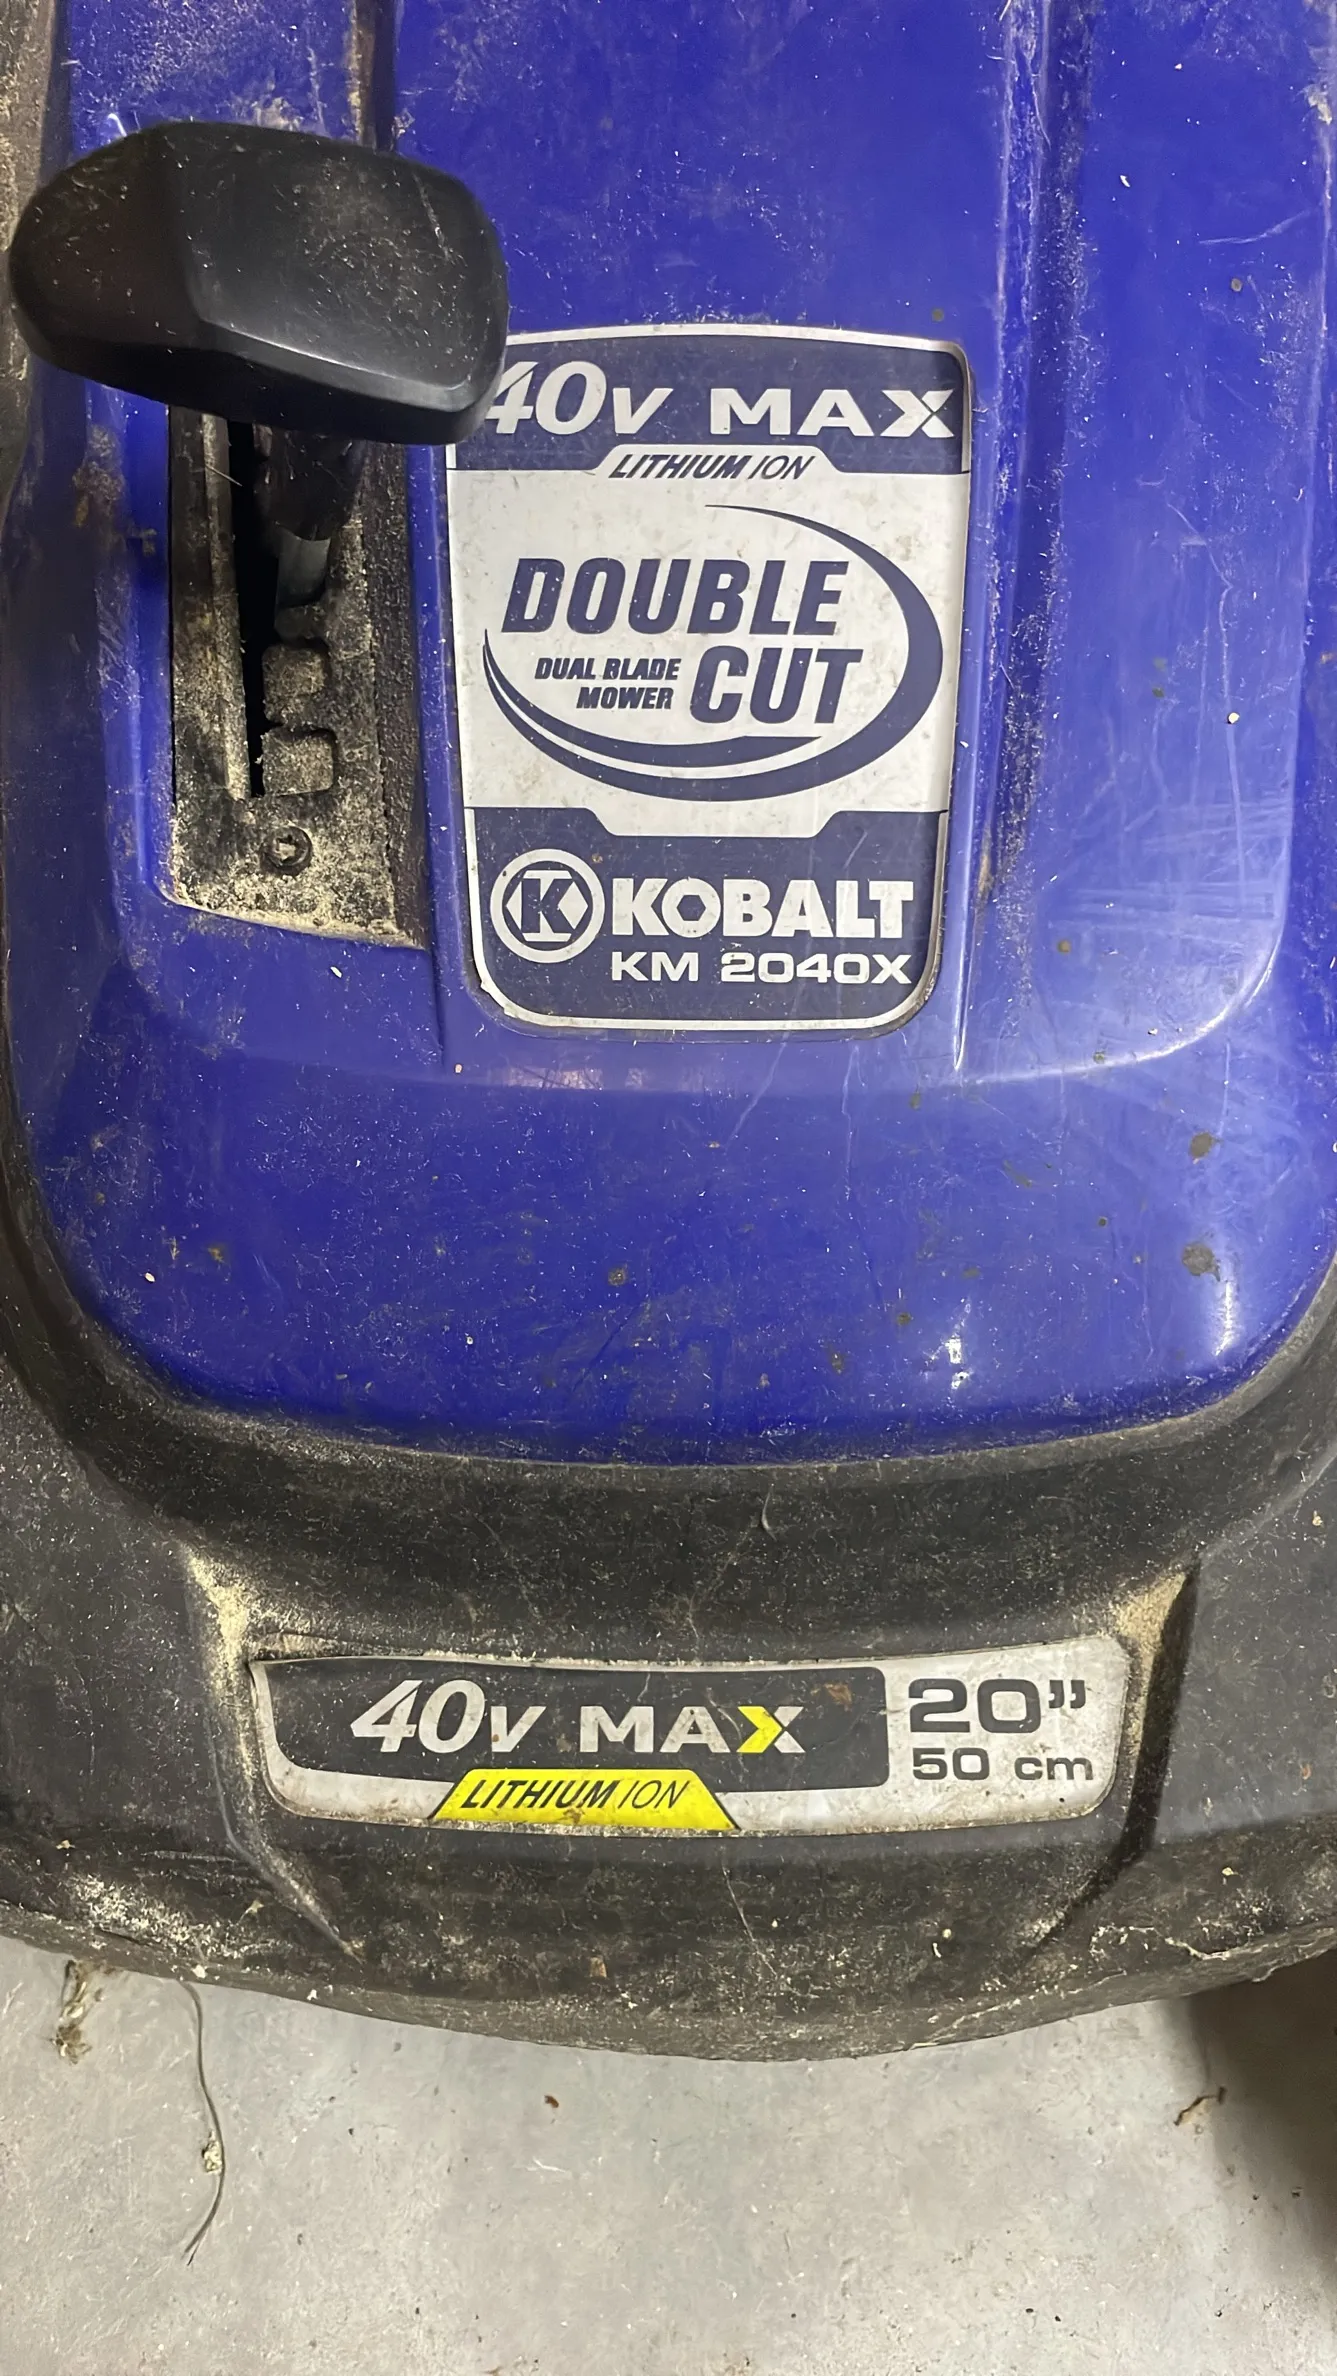 40V MAX
LITHIUM ION
DOUBLE
DUAL BLADE
MOWER
CUT
K KOBALT
KM 2040X
40V MAX
LITHIUM ION
20”
50 cm